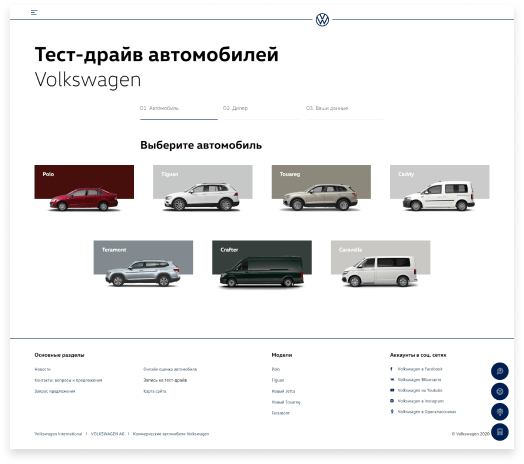 Тест-драйв автомобилей
Volkswagen
01. Автомобиль
02. Дилер
03. Ваши данные
Выберите автомобиль
Polo
Tiguan
Touareg
Caddy
Teramont
Crafter
Caravelle
Основные разделы
Модели
Аккаунты в соц. сетях
Новости
Онлайн-оценка автомобиля
Polo
Volkswagen в Facebook
Контакты: вопросы и предложения
Запись на тест-драйв
Tiguan
Volkswagen ВКонтакте
Запрос предложения
Карта сайта
Новый Jetta
Volkswagen на Youtube
Новый Touareg
Volkswagen в Instagram
Teramont
Volkswagen в Одноклассниках
Volkswagen International | VOLKSWAGEN AG | Коммерческие автомобили Volkswagen
© Volkswagen 2020